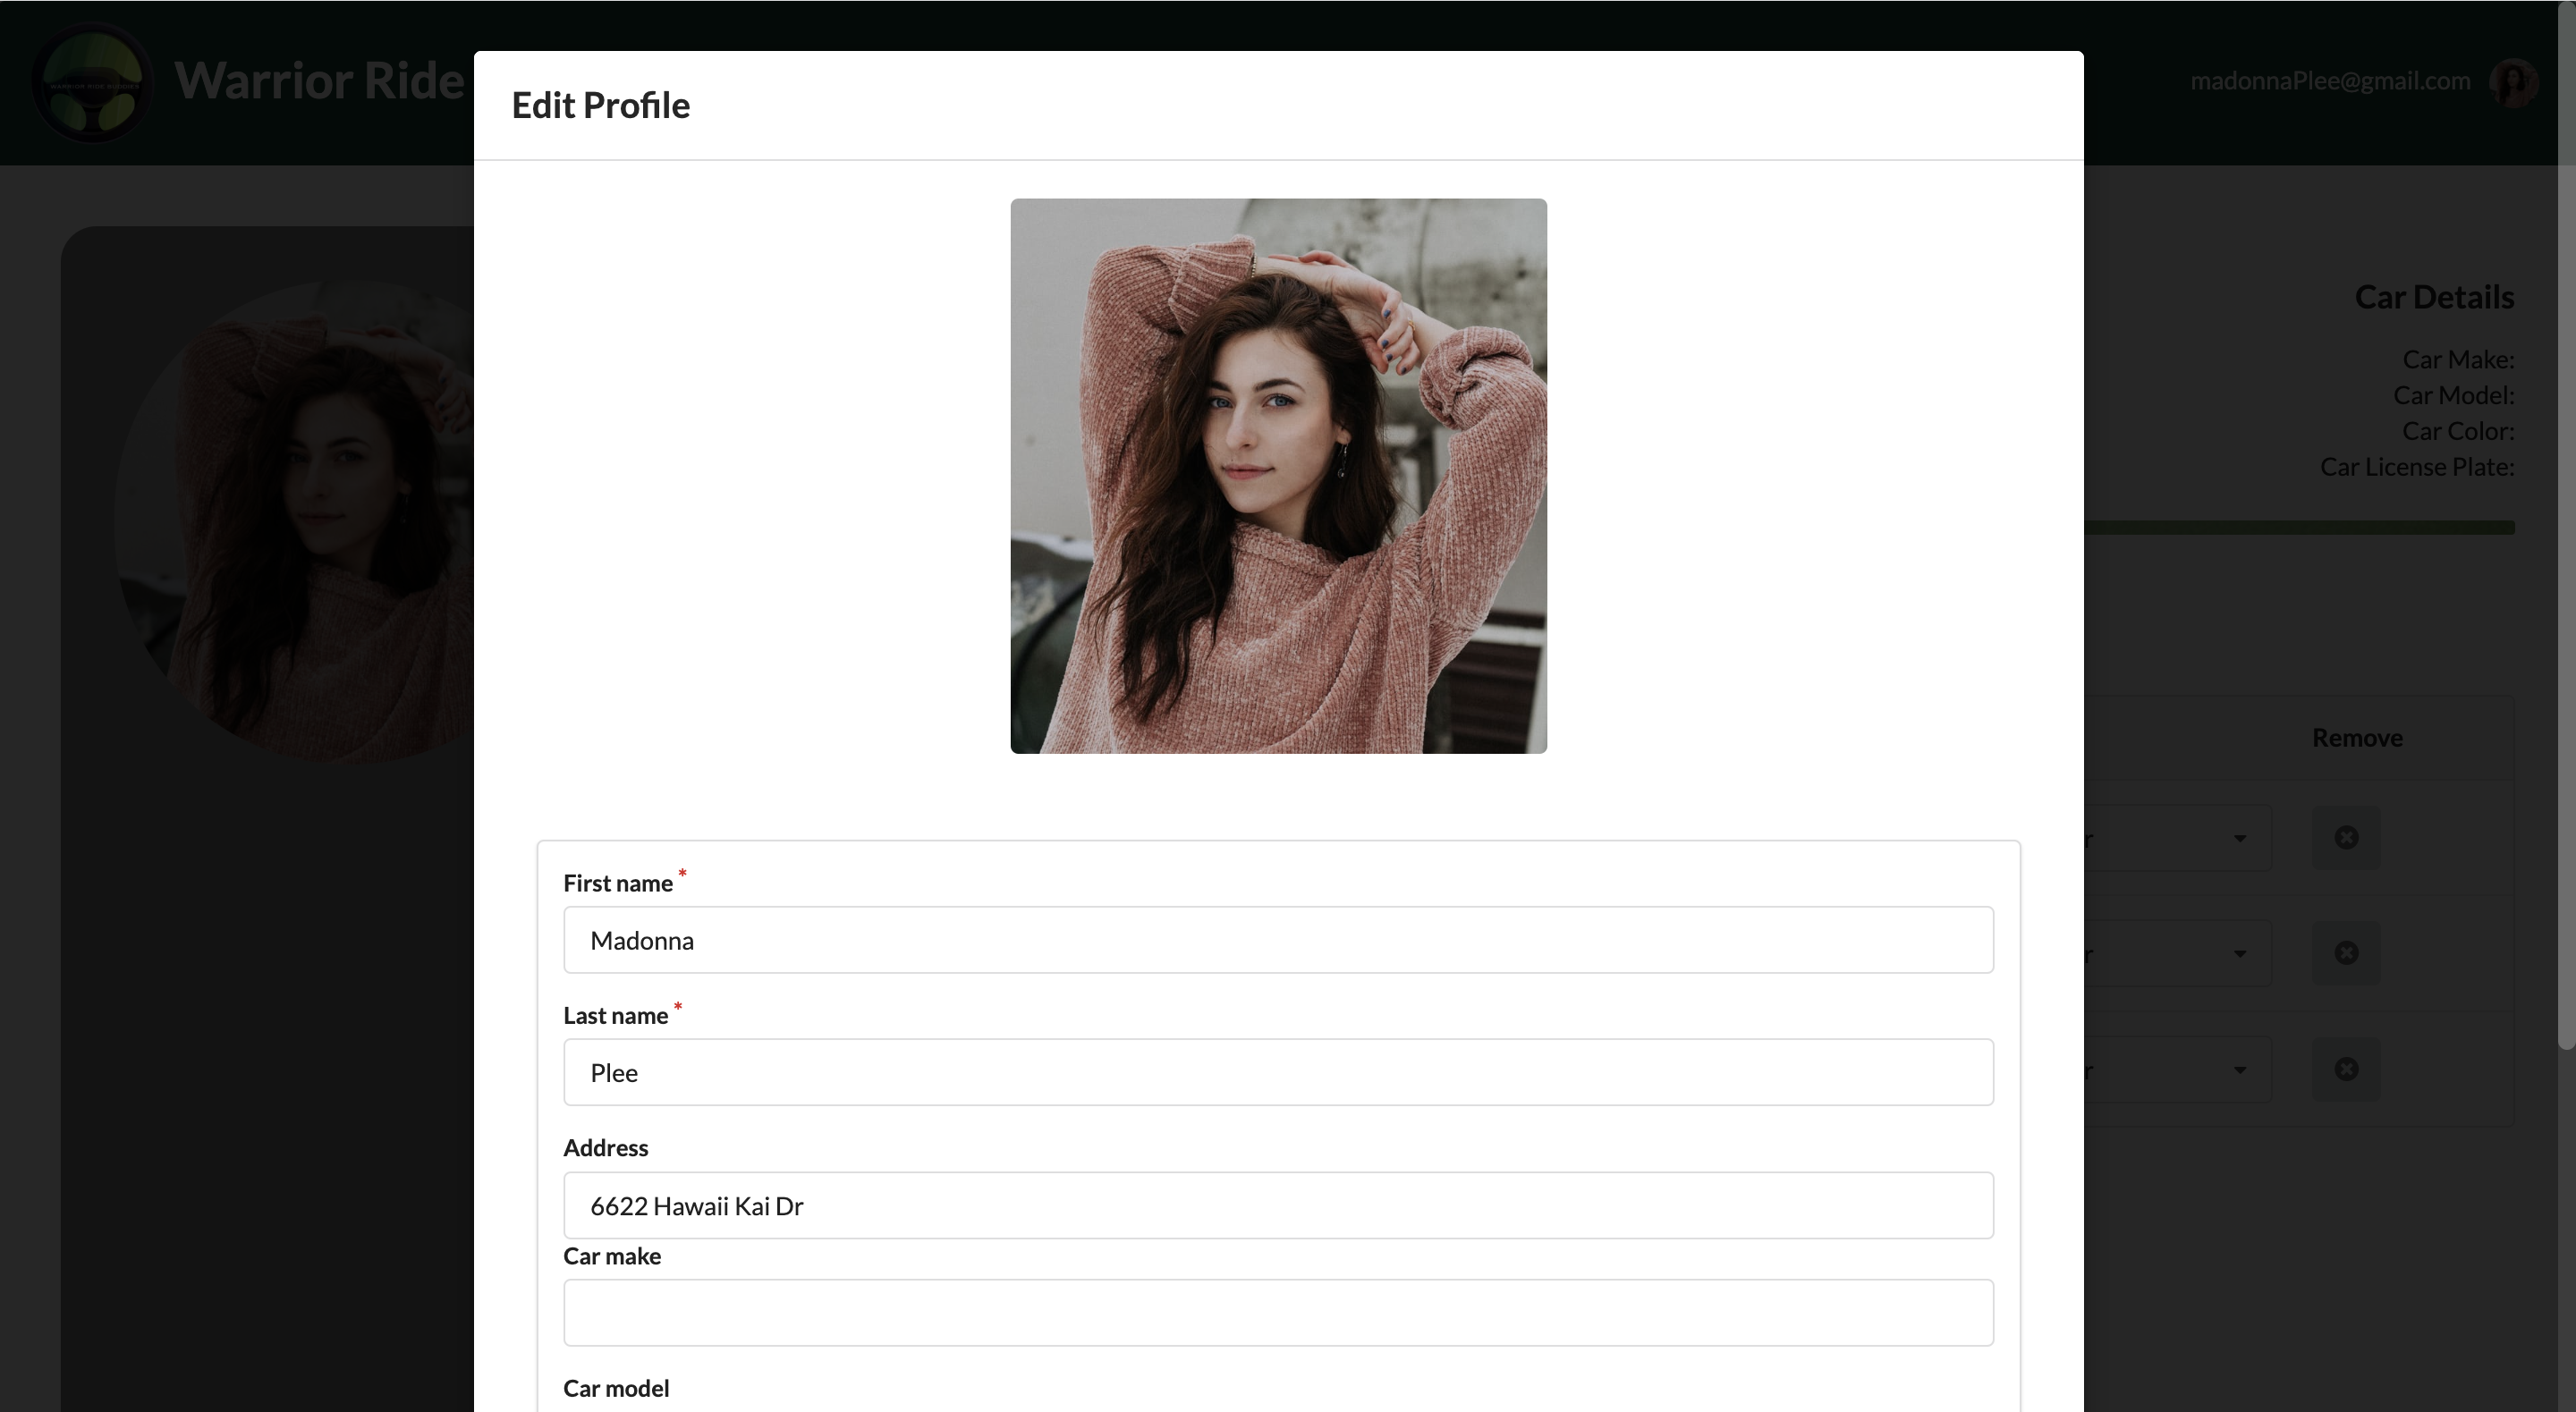 Warrior Ride
madonnaPlee@gmail.com
Edit Profile
Car Details
Car Make:
Car Model:
Car Color:
Car License Plate:
Remove
r
r
r
First name *
Madonna
Last name *
Plee
Address
6622 Hawaii Kai Dr
Car make
Car model